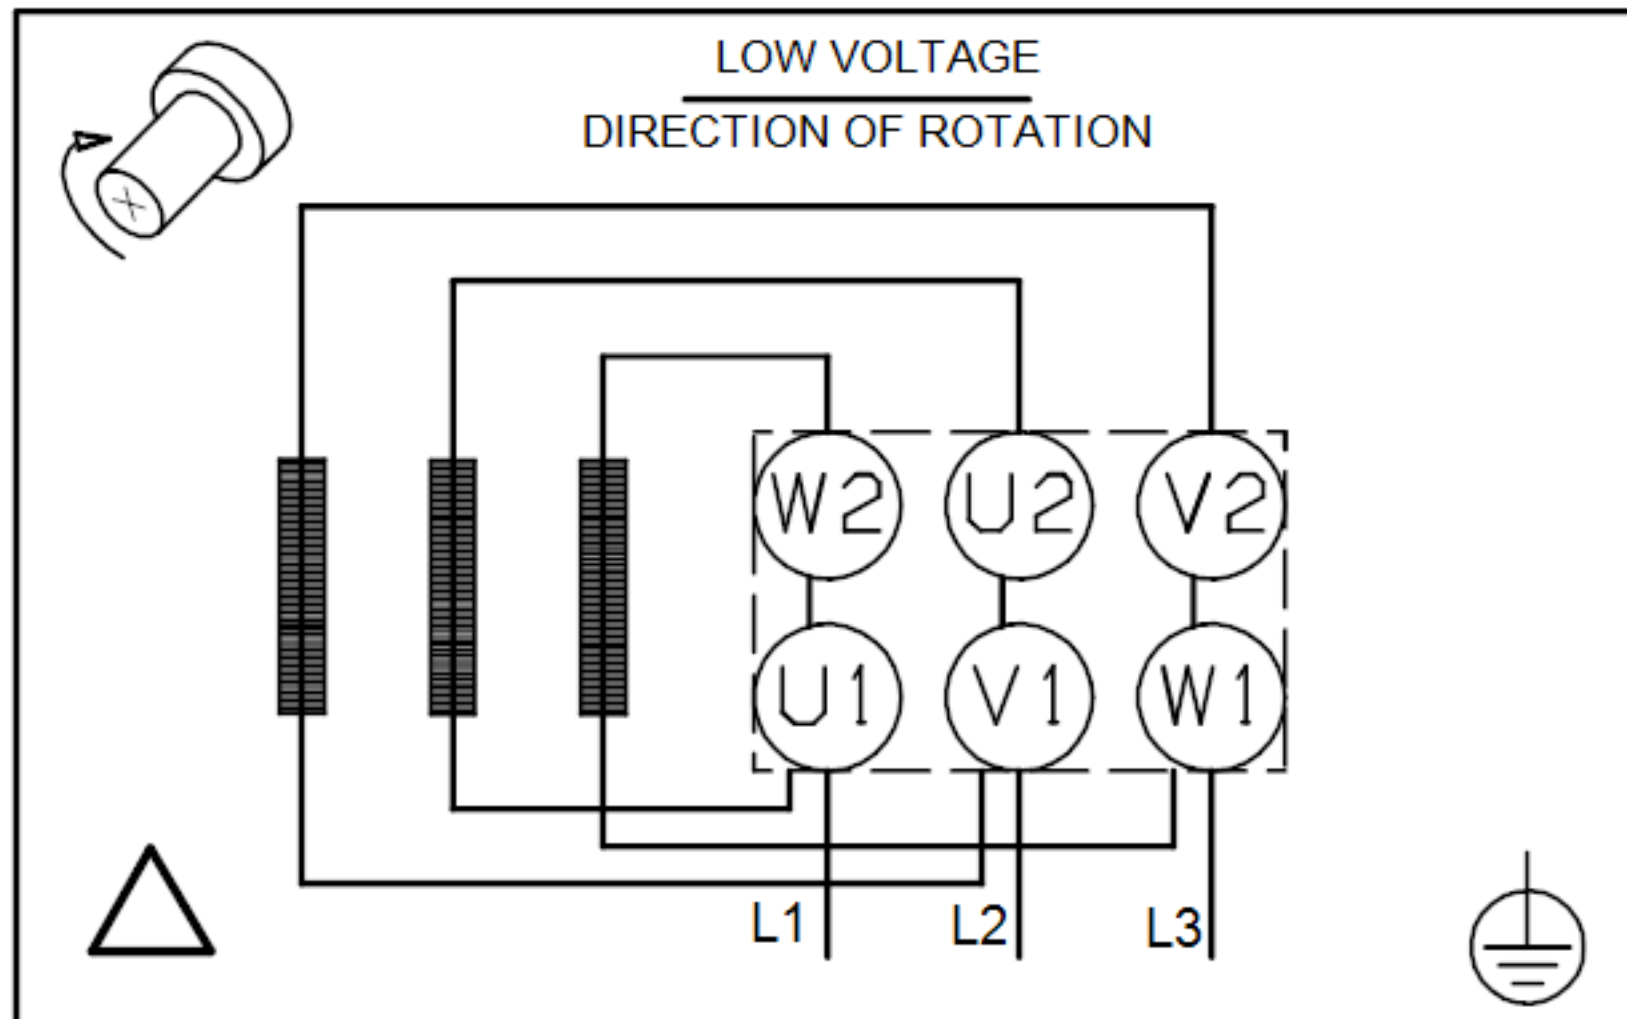 LOW VOLTAGE
DIRECTION OF ROTATION
W2 U2 V2
U1 V1 W1
L1 L2 L3